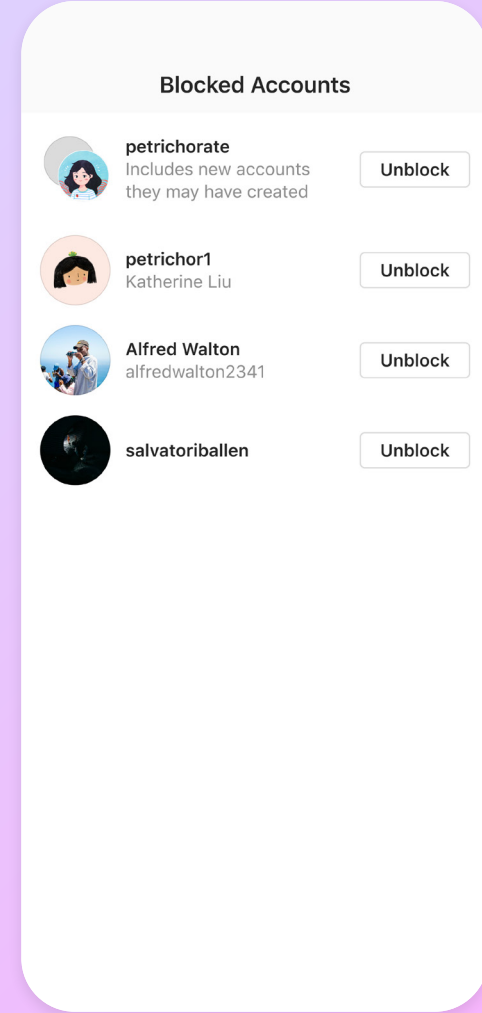 Blocked Accounts
petrichorate
Includes new accounts
they may have created
Unblock
petrichor1
Katherine Liu
Unblock
Alfred Walton
alfredwalton2341
Unblock
salvatoriballen
Unblock